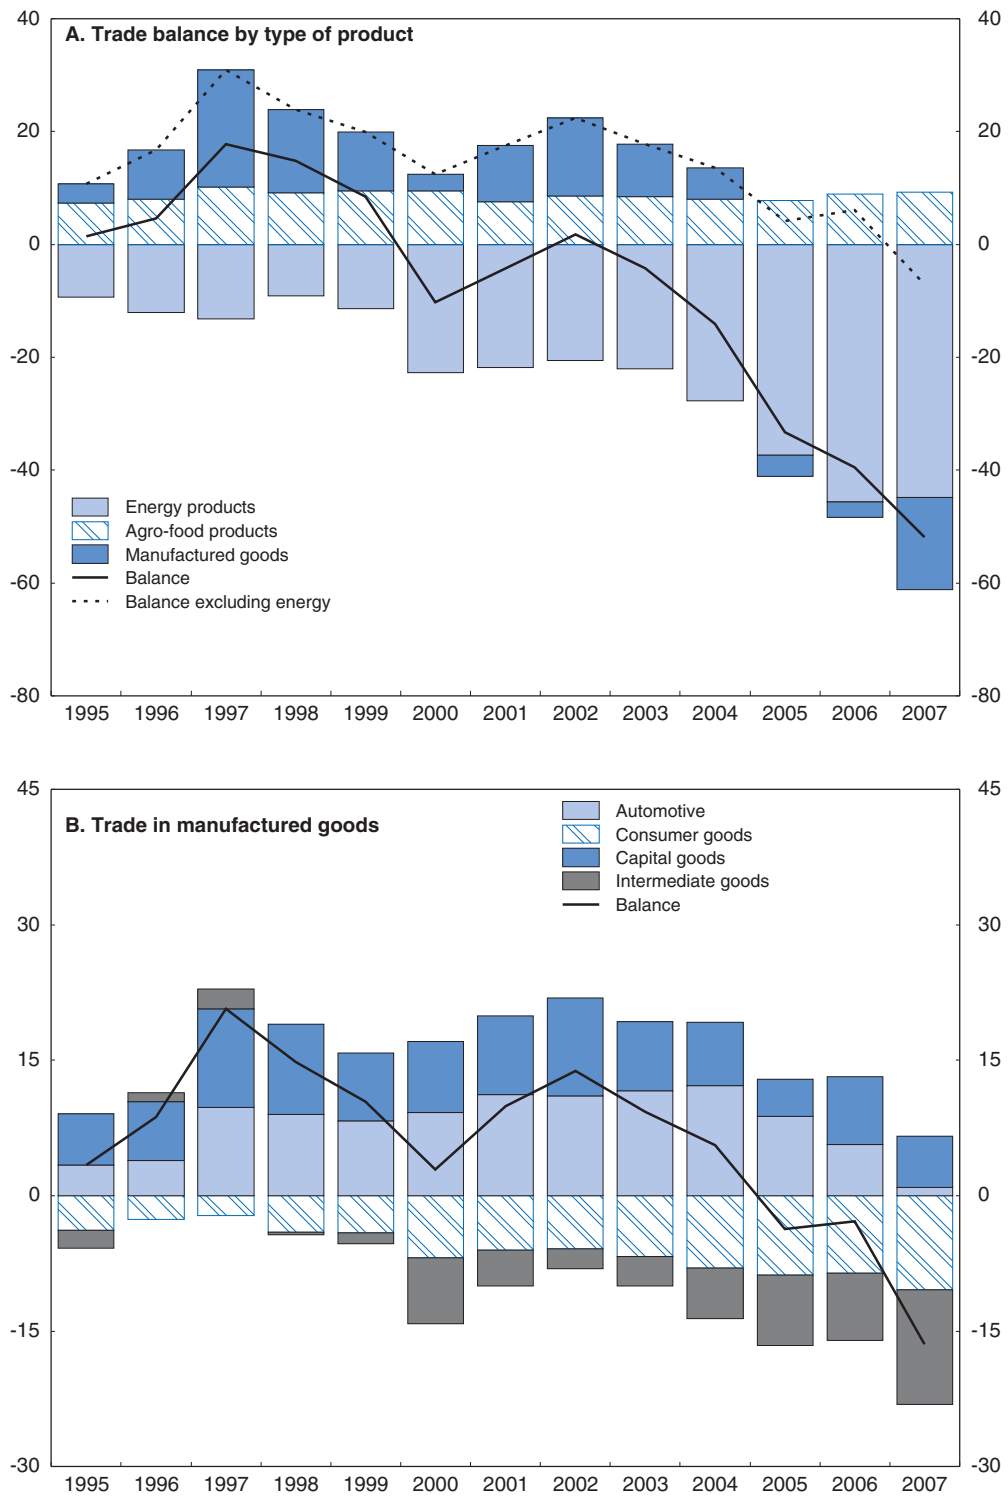 A. Trade balance by type of product
40 40
20 20
0 0
-20 -20
-40 -40
-60 -60
-80 -80
Energy products
Agro-food products
Manufactured goods
Balance
Balance excluding energy
1995 1996 1997 1998 1999 2000 2001 2002 2003 2004 2005 2006 2007
B. Trade in manufactured goods
45 45
30 30
15 15
0 0
-15 -15
-30 -30
Automotive
Consumer goods
Capital goods
Intermediate goods
Balance
1995 1996 1997 1998 1999 2000 2001 2002 2003 2004 2005 2006 2007